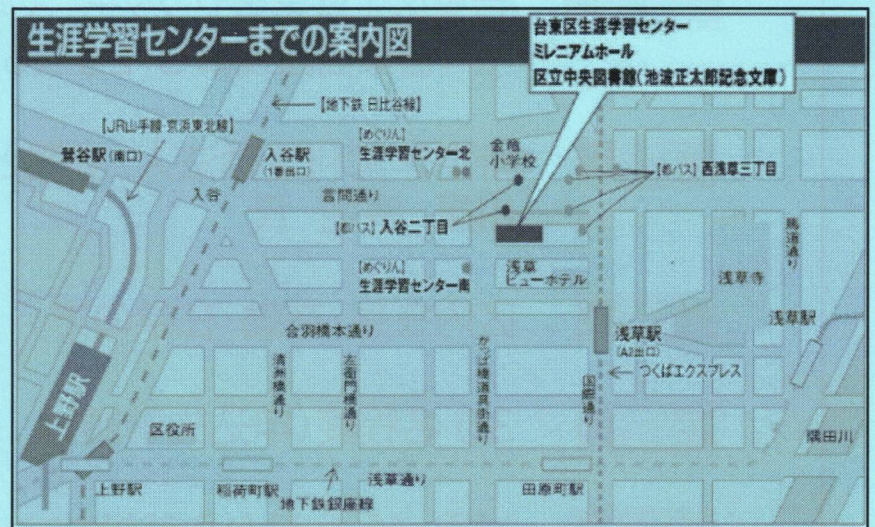 生涯学習センターまでの案内図
台東区生涯学習センター
ミレニアムホール
区立中央図書館(池波正太郎記念文庫)
【地下鉄 日比谷線】
【JR山手線・京浜東北線】
鶯谷駅(南口)
入谷駅
(1番出口)
【めぐりん】
生涯学習センター北
金竜
小学校
【都バス】西浅草三丁目
入谷
言問通り
【都バス】入谷二丁目
【めぐりん】
生涯学習センター南
浅草
ビューホテル
馬道通り
浅草寺
浅草駅
合羽橋本通り
浅草駅
(A2出口)
つくばエクスプレス
清洲橋通り
左衛門橋通り
かっぱ橋道具街通り
国際通り
上野駅
区役所
隅田川
浅草通り
上野駅
稲荷町駅
田原町駅
地下鉄銀座線